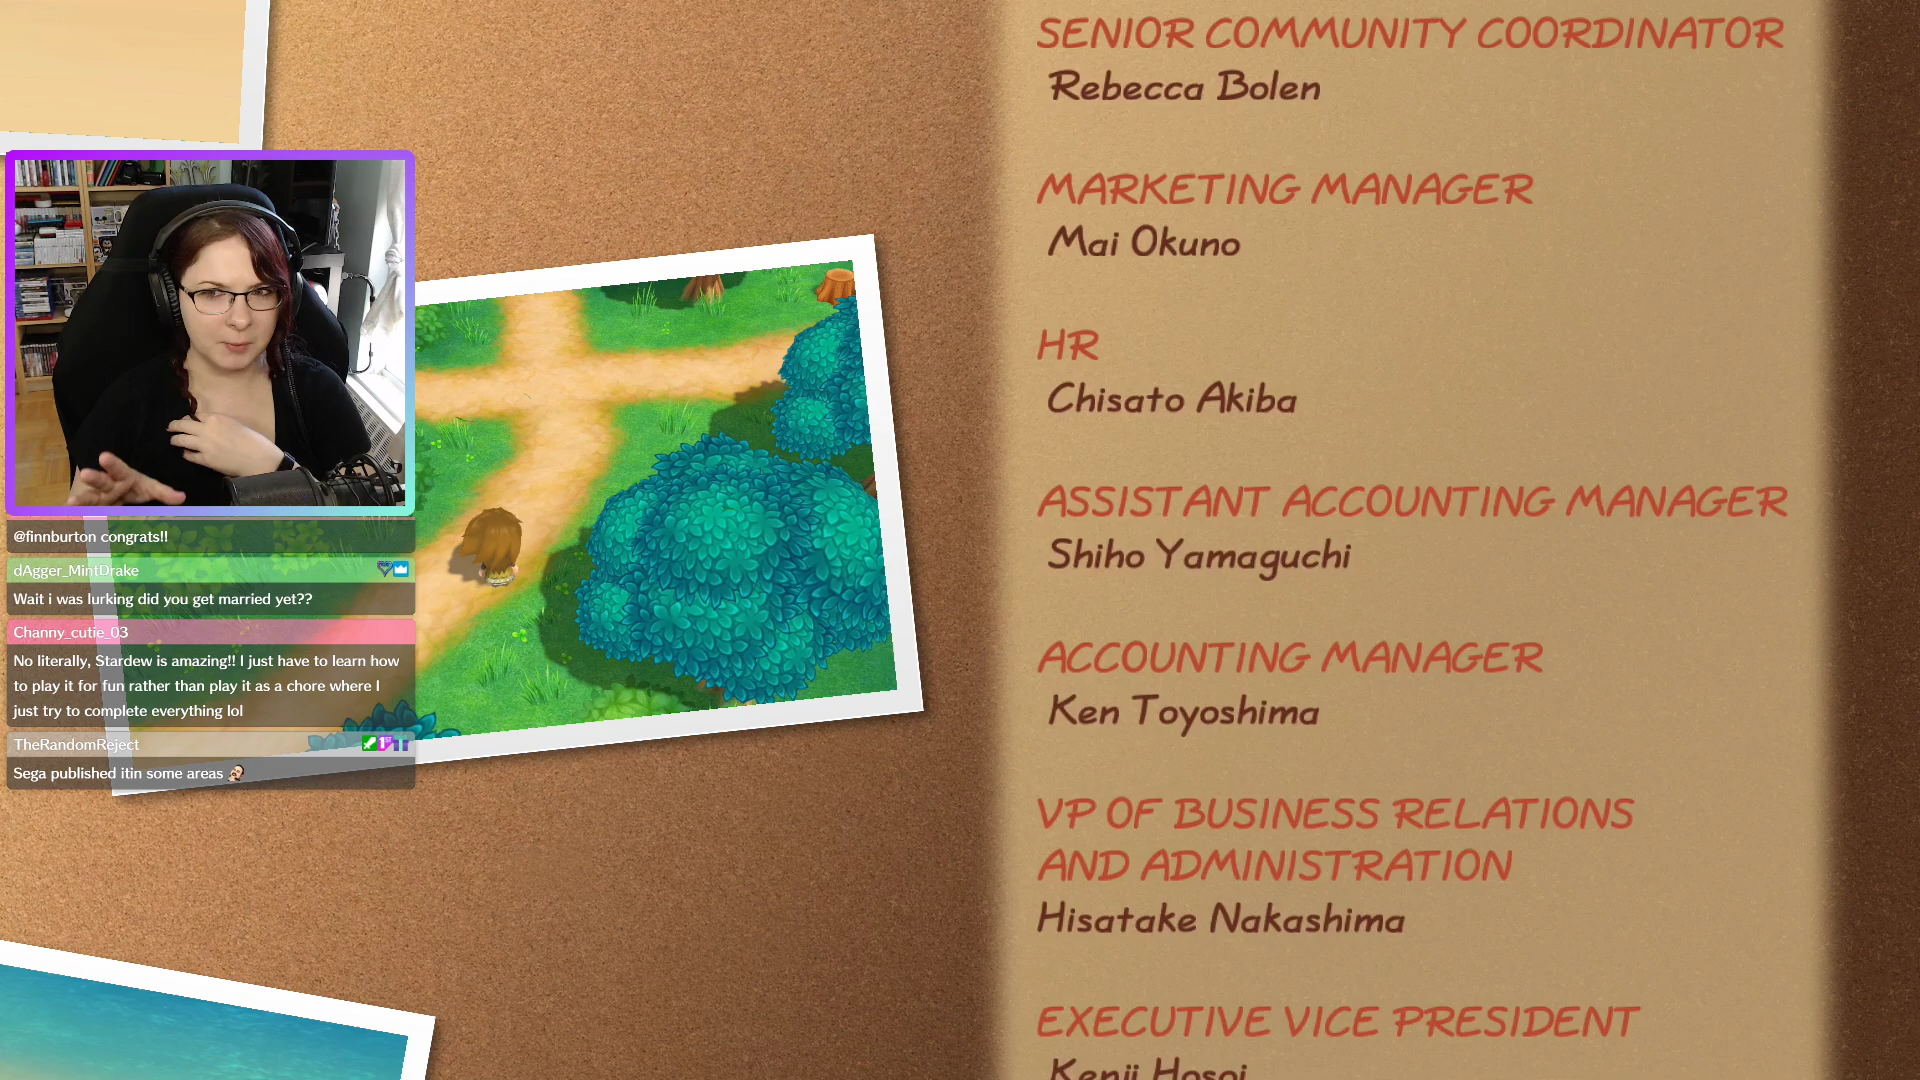 @finnburton congrats!!
dAgger_MintDrake
Wait i was lurking did you get married yet??
Channy_cutie_03
No literally, Stardew is amazing!! I just have to learn how
to play it for fun rather than play it as a chore where I
just try to complete everything lol
TheRandomReject
Sega published itin some areas
SENIOR COMMUNITY COORDINATOR
Rebecca Bolen
MARKETING MANAGER
Mai Okuno
HR
Chisato Akiba
ASSISTANT ACCOUNTING MANAGER
Shiho Yamaguchi
ACCOUNTING MANAGER
Ken Toyoshima
VP OF BUSINESS RELATIONS
AND ADMINISTRATION
Hisatake Nakashima
EXECUTIVE VICE PRESIDENT
Kenji Hosoi